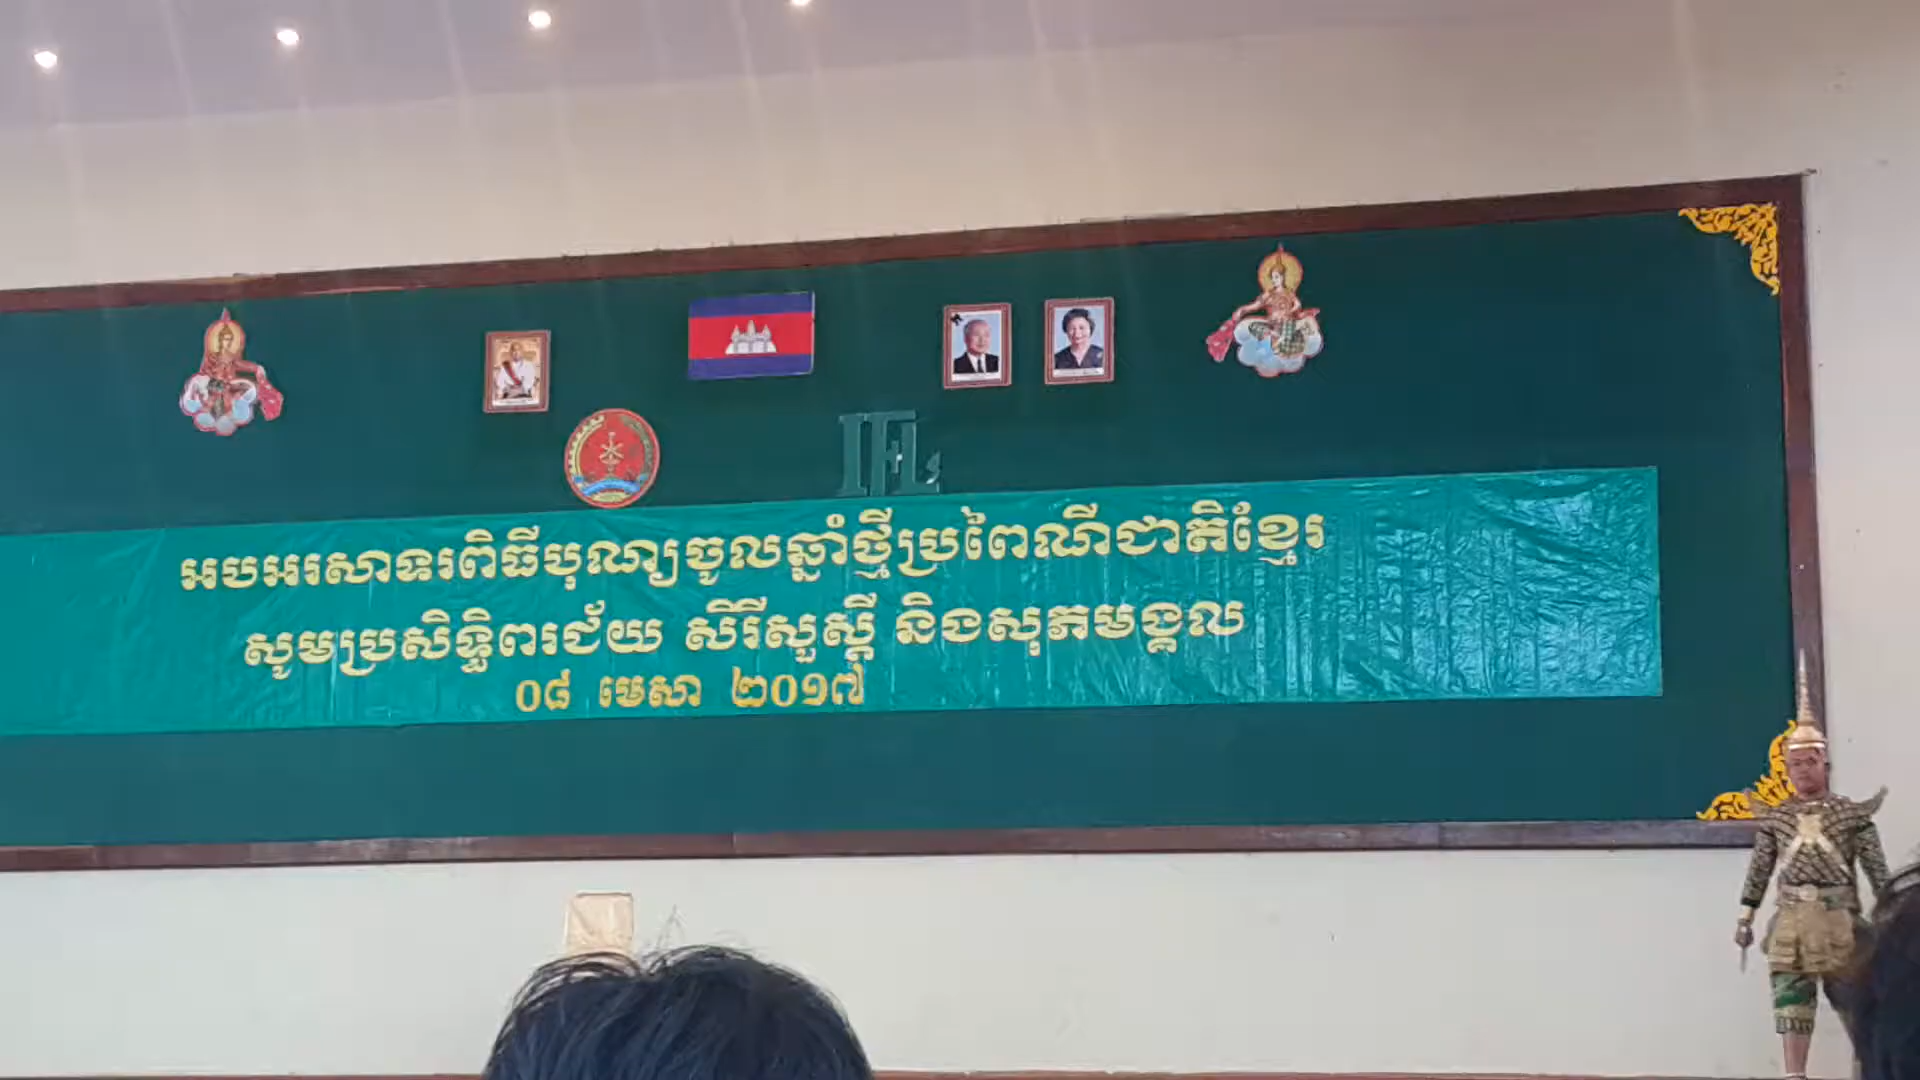 IFL
អបអរសាទរពិធីបុណ្យចូលឆ្នាំថ្មីប្រពៃណីជាតិខ្មែរ
សូមប្រសិទ្ធិពរជ័យ សិរីសួស្តី និងសុភមង្គល
០៨ មេសា ២០១៧